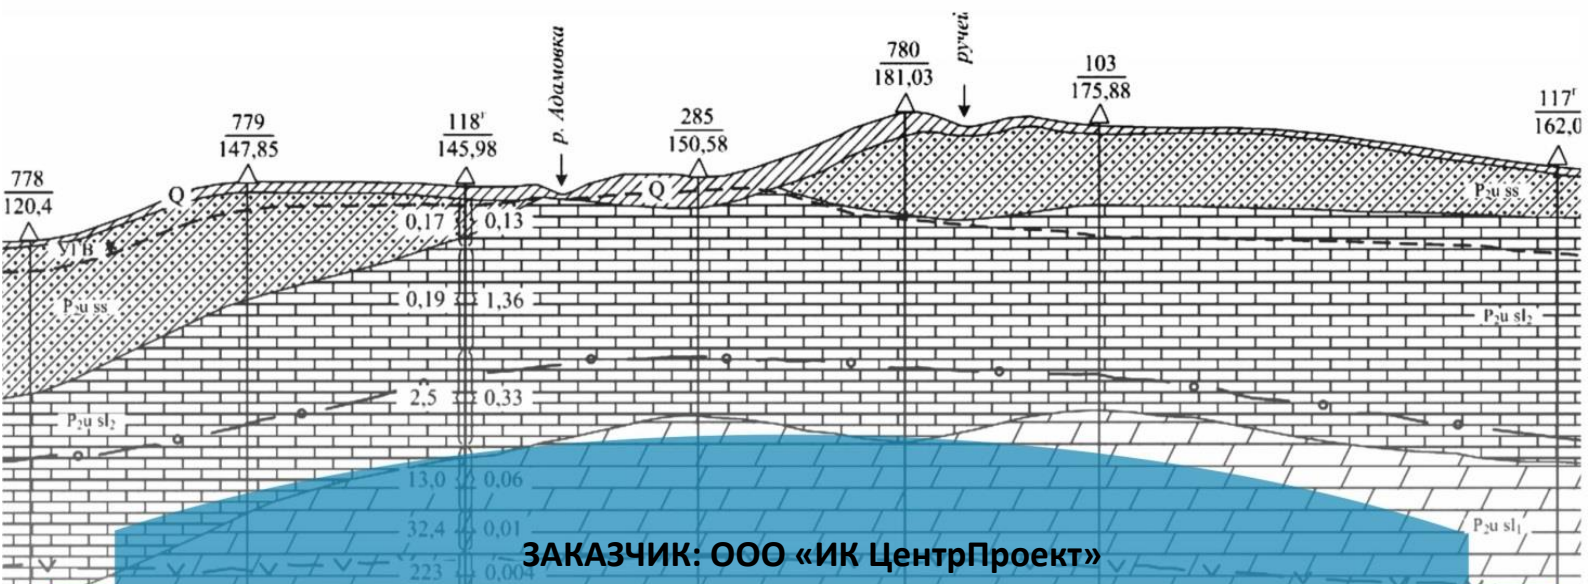 ручей
780
181,03
р. Адамовка
103
175,88
117г
162,0
779
147,85
118г
145,98
285
150,58
778
120,4
Q
Q
P₂u ss
0,17
0,13
УГВ
P₂u ss
0,19
1,36
P₂u sl₂
2,5
0,33
P₂u sl₂
13,0
0,06
32,4
0,01
P₂u sl₁
ЗАКАЗЧИК: ООО «ИК ЦентрПроект»
223
0,004